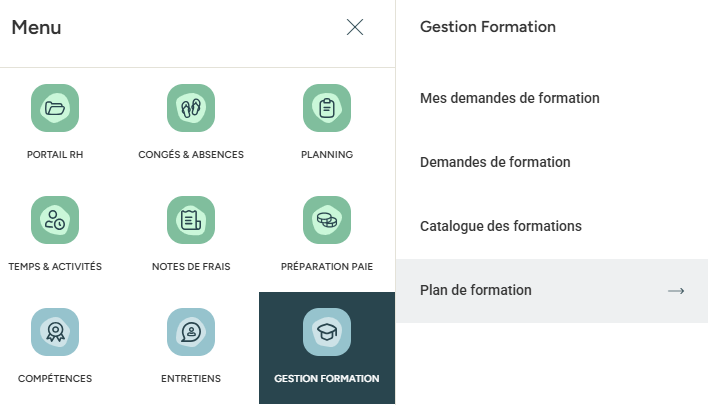 Menu
PORTAIL RH
CONGÉS & ABSENCES
PLANNING
TEMPS & ACTIVITÉS
NOTES DE FRAIS
PRÉPARATION PAIE
COMPÉTENCES
ENTRETIENS
GESTION FORMATION
Gestion Formation
Mes demandes de formation
Demandes de formation
Catalogue des formations
Plan de formation